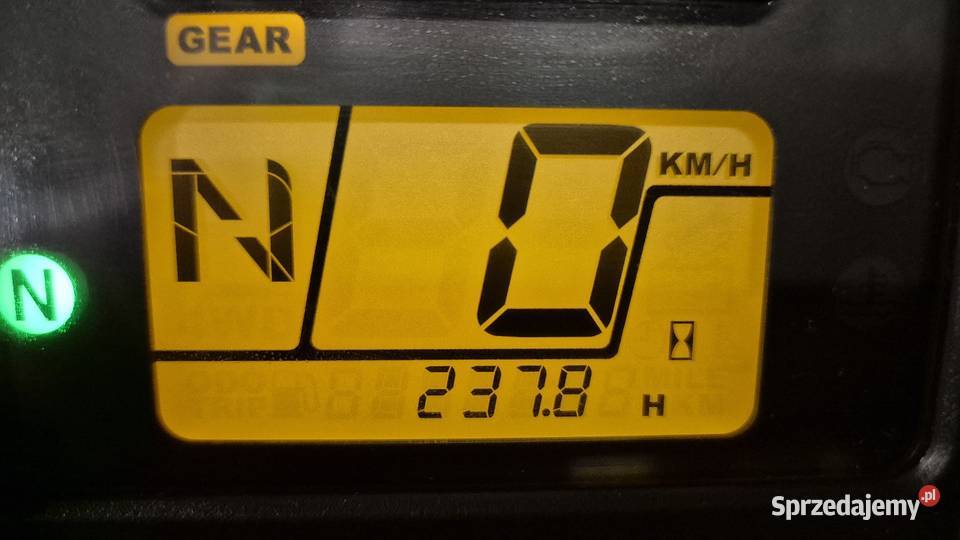 GEAR
N
0 KM/H
N
237.8 H
Sprzedajemy.pl